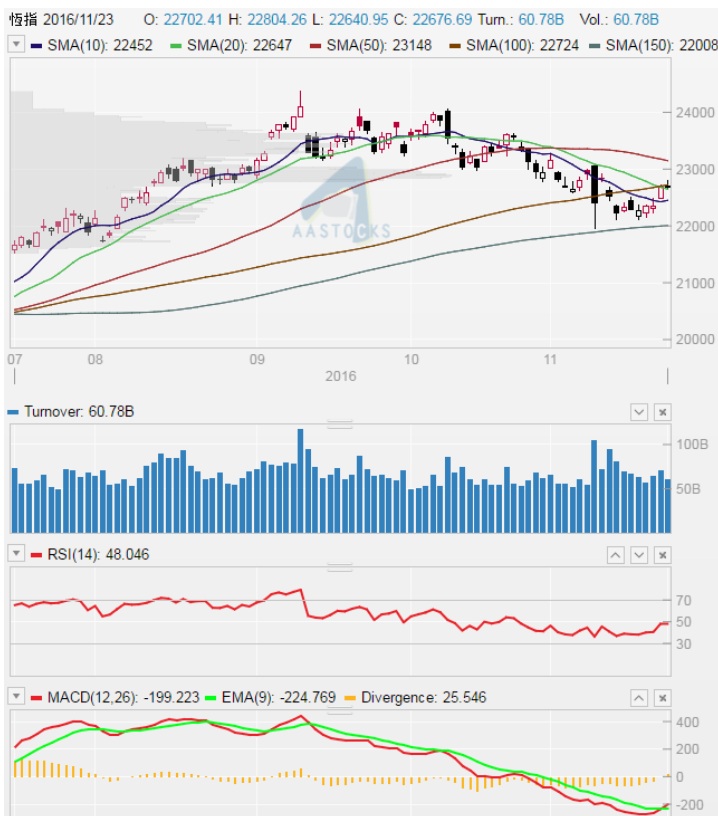 恆指 2016/11/23 O: 22702.41 H: 22804.26 L: 22640.95 C: 22676.69 Turn.: 60.78B Vol.: 60.78B
SMA(10): 22452 SMA(20): 22647 SMA(50): 23148 SMA(100): 22724 SMA(150): 22008
24000
23000
AASTOCKS
22000
21000
20000
07 08 09 10 11
2016
Turnover: 60.78B
100B
50B
RSI(14): 48.046
70
50
30
MACD(12,26): -199.223 EMA(9): -224.769 Divergence: 25.546
400
200
0
-200